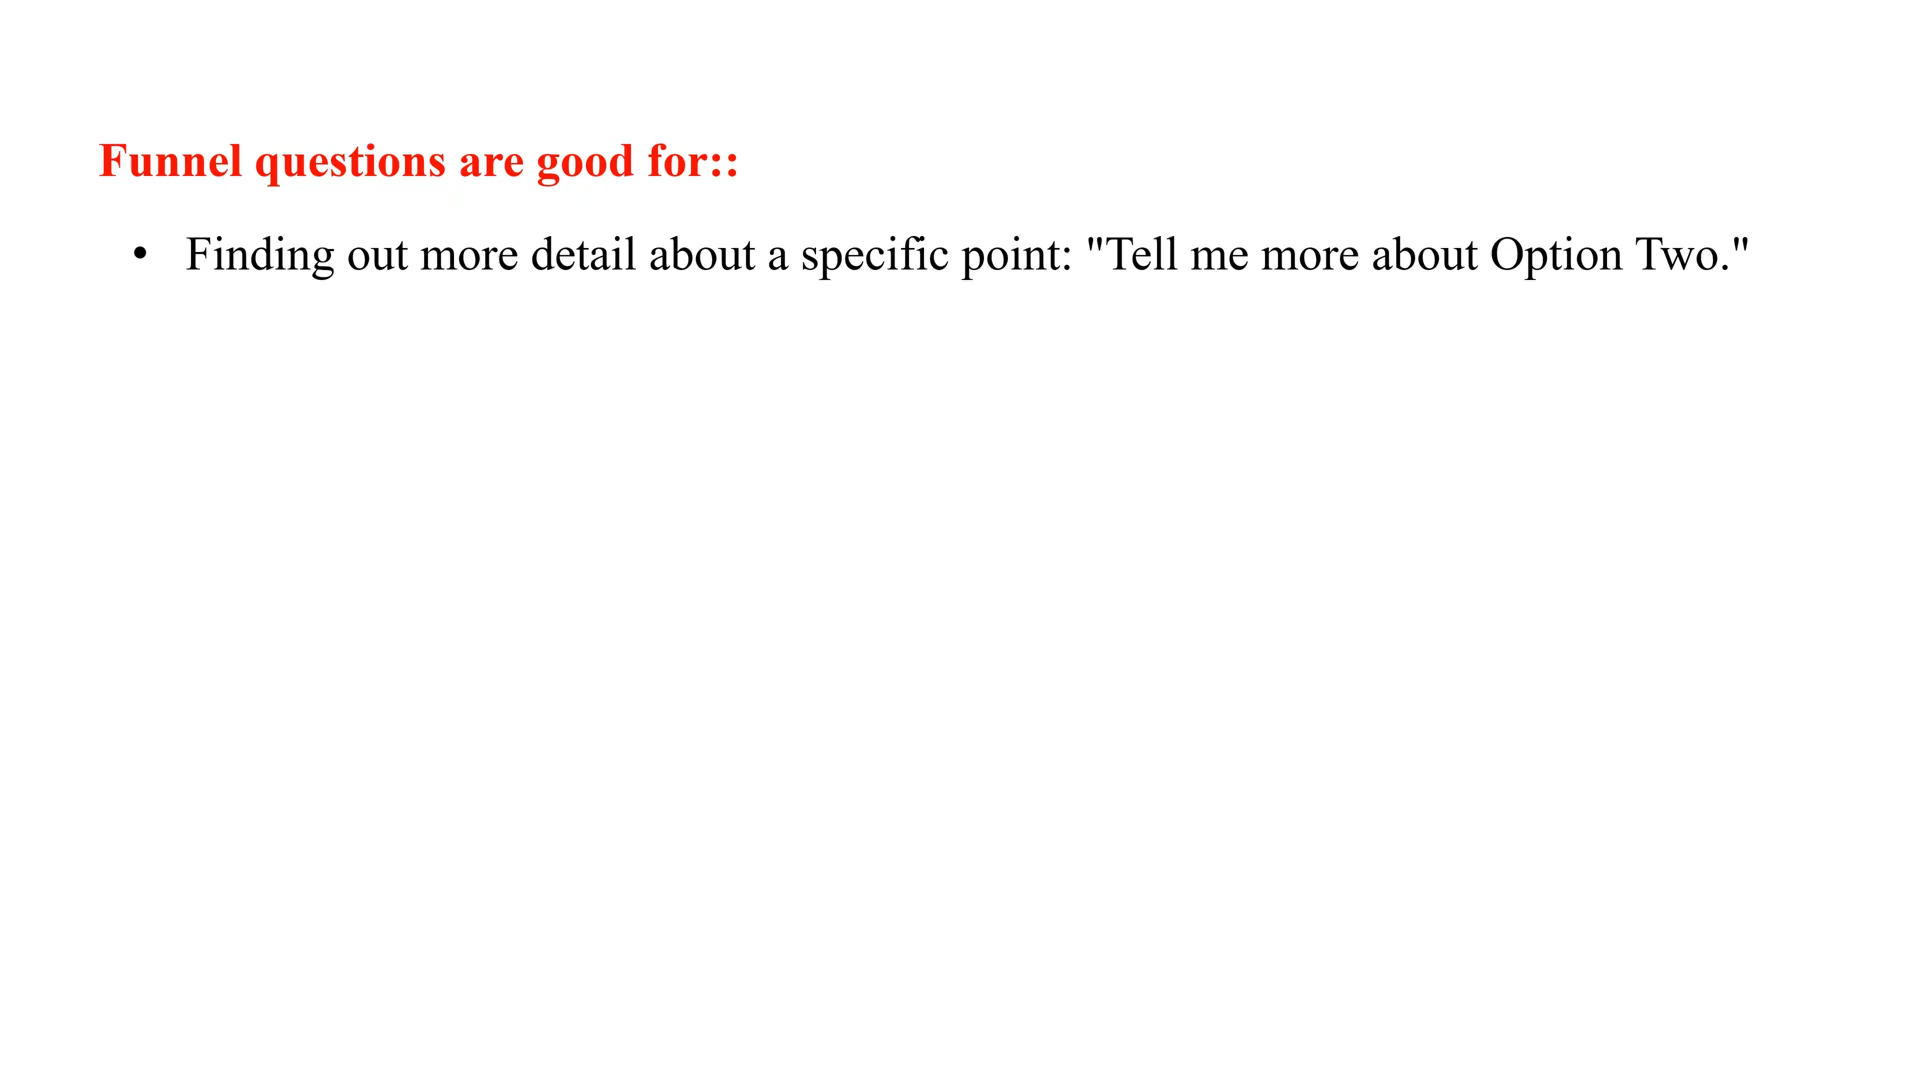 Funnel questions are good for::
• Finding out more detail about a specific point: "Tell me more about Option Two."